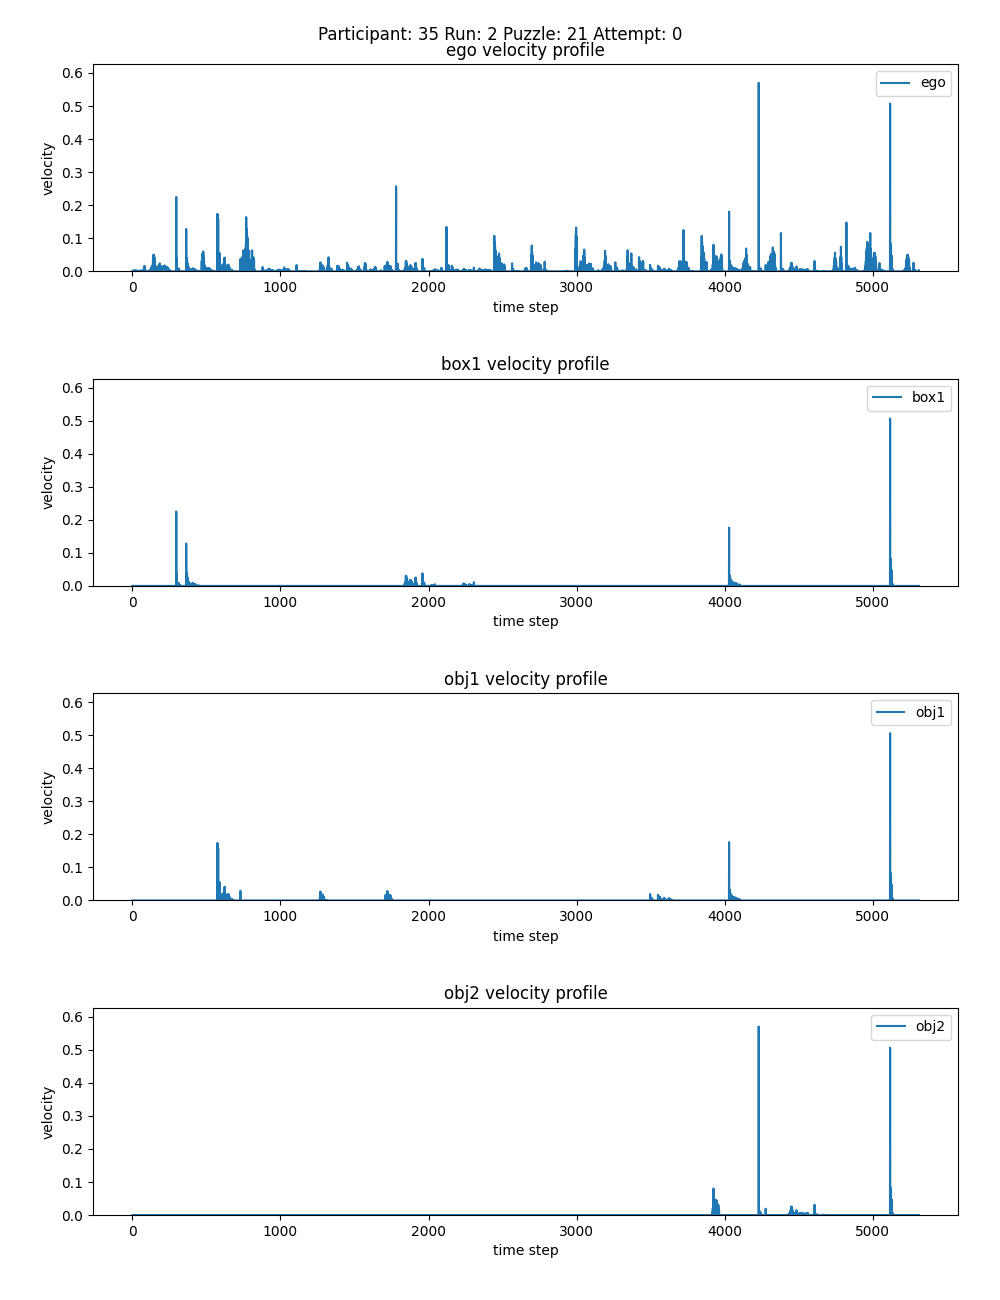 Participant: 35 Run: 2 Puzzle: 21 Attempt: 0
ego velocity profile
0.6
0.5
0.4
0.3
0.2
0.1
0.0
velocity
ego
0 1000 2000 3000 4000 5000
time step
box1 velocity profile
0.6
0.5
0.4
0.3
0.2
0.1
0.0
velocity
box1
0 1000 2000 3000 4000 5000
time step
obj1 velocity profile
0.6
0.5
0.4
0.3
0.2
0.1
0.0
velocity
obj1
0 1000 2000 3000 4000 5000
time step
obj2 velocity profile
0.6
0.5
0.4
0.3
0.2
0.1
0.0
velocity
obj2
0 1000 2000 3000 4000 5000
time step